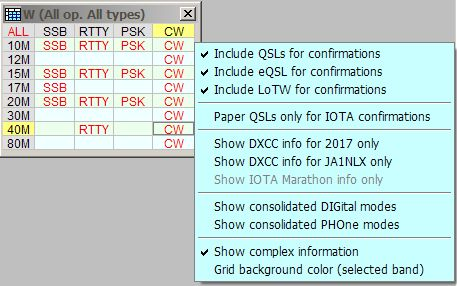 W (All op. All types)
ALL SSB RTTY PSK CW
10M SSB RTTY PSK CW
12M CW
15M SSB RTTY PSK CW
17M SSB CW
20M SSB RTTY PSK CW
30M CW
40M RTTY CW
80M CW
Include QSLs for confirmations
Include eQSL for confirmations
Include LoTW for confirmations
Paper QSLs only for IOTA confirmations
Show DXCC info for 2017 only
Show DXCC info for JA1NLX only
Show IOTA Marathon info only
Show consolidated DIGital modes
Show consolidated PHOne modes
Show complex information
Grid background color (selected band)